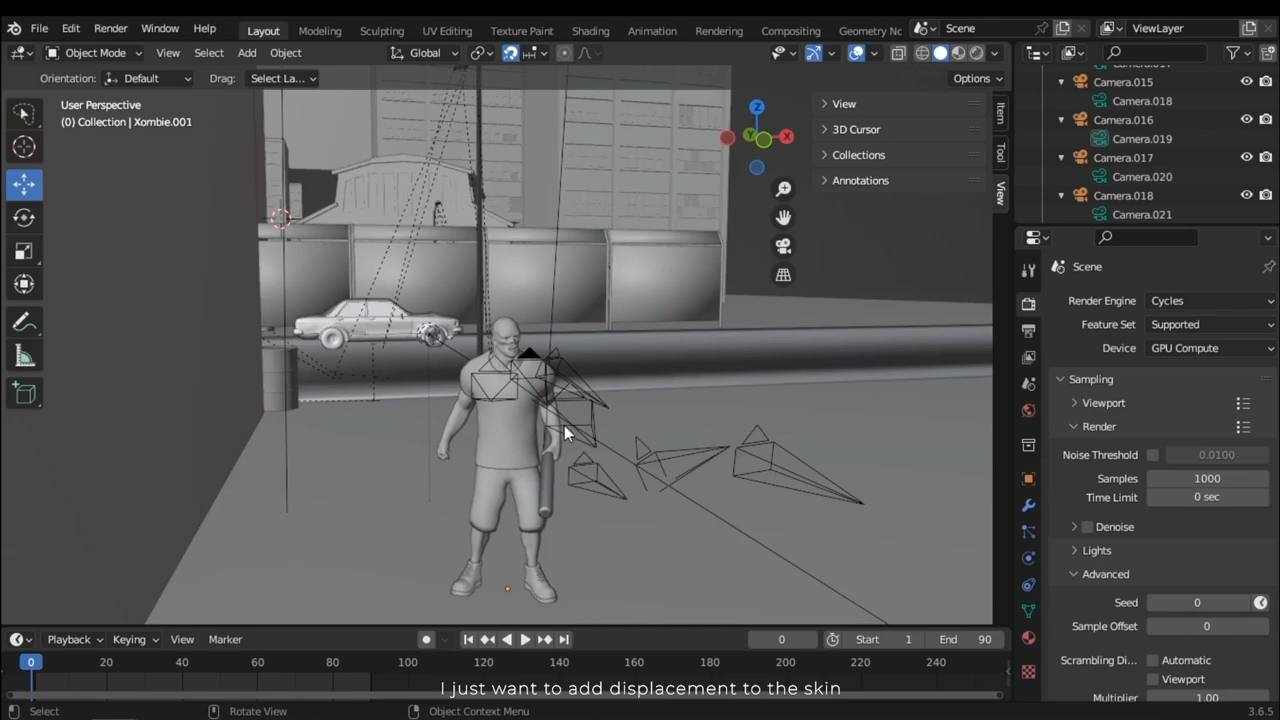 File Edit Render Window Help Layout Modeling Sculpting UV Editing Texture Paint Shading Animation Rendering Compositing Geometry No Scene ViewLayer
Object Mode View Select Add Object Global
Orientation: Default Drag: Select La... Options
User Perspective
(0) Collection | Xombie.001
Z
Y
X
View
3D Cursor
Collections
Annotations
Item
Tool
View
Camera.015
Camera.018
Camera.016
Camera.019
Camera.017
Camera.020
Camera.018
Camera.021
Scene
Render Engine Cycles
Feature Set Supported
Device GPU Compute
Sampling
Viewport
Render
Noise Threshold 0.0100
Samples 1000
Time Limit 0 sec
Denoise
Lights
Advanced
Seed 0
Sample Offset 0
Scrambling Di... Automatic
Viewport
Multiplier 1.00
Playback Keying View Marker 0 Start 1 End 90
0 20 40 60 80 100 120 140 160 180 200 220 240
I just want to add displacement to the skin
Select Rotate View Object Context Menu 3.6.5